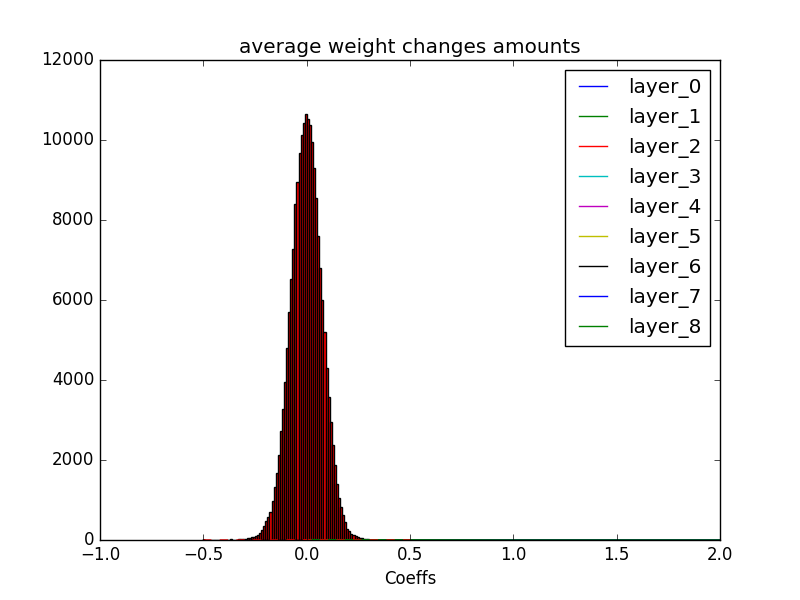 average weight changes amounts
12000
10000
8000
6000
4000
2000
0
−1.0 −0.5 0.0 0.5 1.0 1.5 2.0
Coeffs
layer_0
layer_1
layer_2
layer_3
layer_4
layer_5
layer_6
layer_7
layer_8